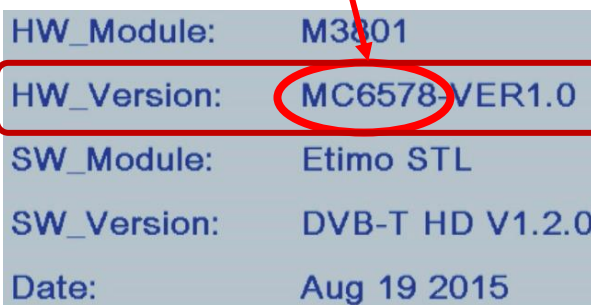 HW_Module: M3801
HW_Version: MC6578-VER1.0
SW_Module: Etimo STL
SW_Version: DVB-T HD V1.2.0
Date: Aug 19 2015